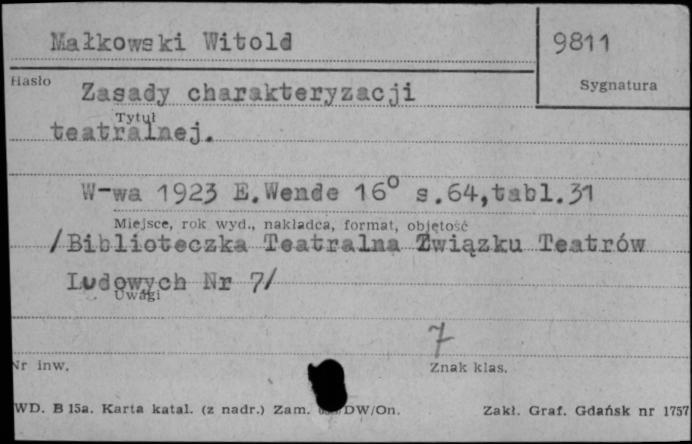 Małkowski Witold
9811
Hasło
Sygnatura
Zasady charakteryzacji
Tytuł
teatralnej.
W-wa 1923 E.Wende 16° s.64,tabl.31
Miejsce, rok wyd., nakładca, format, objętość
/Biblioteczka Teatralna Związku Teatrów
Ludowych Nr 7/
Uwagi
7
Nr inw.
Znak klas.
WD. B 15a. Karta katal. (z nadr.) Zam. DW/On.
Zakł. Graf. Gdańsk nr 1757